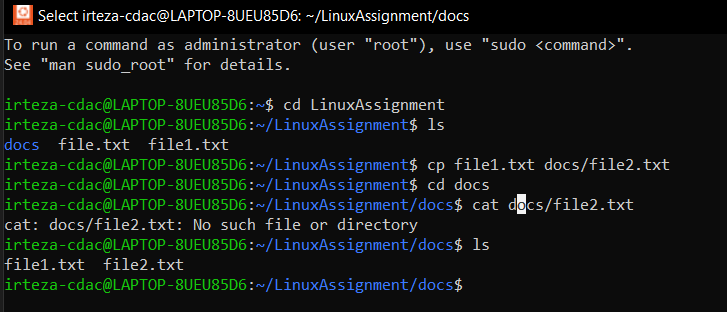 Select irteza-cdac@LAPTOP-8UEU85D6: ~/LinuxAssignment/docs
To run a command as administrator (user "root"), use "sudo <command>".
See "man sudo_root" for details.
irteza-cdac@LAPTOP-8UEU85D6:~$ cd LinuxAssignment
irteza-cdac@LAPTOP-8UEU85D6:~/LinuxAssignment$ ls
docs  file.txt  file1.txt
irteza-cdac@LAPTOP-8UEU85D6:~/LinuxAssignment$ cp file1.txt docs/file2.txt
irteza-cdac@LAPTOP-8UEU85D6:~/LinuxAssignment$ cd docs
irteza-cdac@LAPTOP-8UEU85D6:~/LinuxAssignment/docs$ cat docs/file2.txt
cat: docs/file2.txt: No such file or directory
irteza-cdac@LAPTOP-8UEU85D6:~/LinuxAssignment/docs$ ls
file1.txt  file2.txt
irteza-cdac@LAPTOP-8UEU85D6:~/LinuxAssignment/docs$